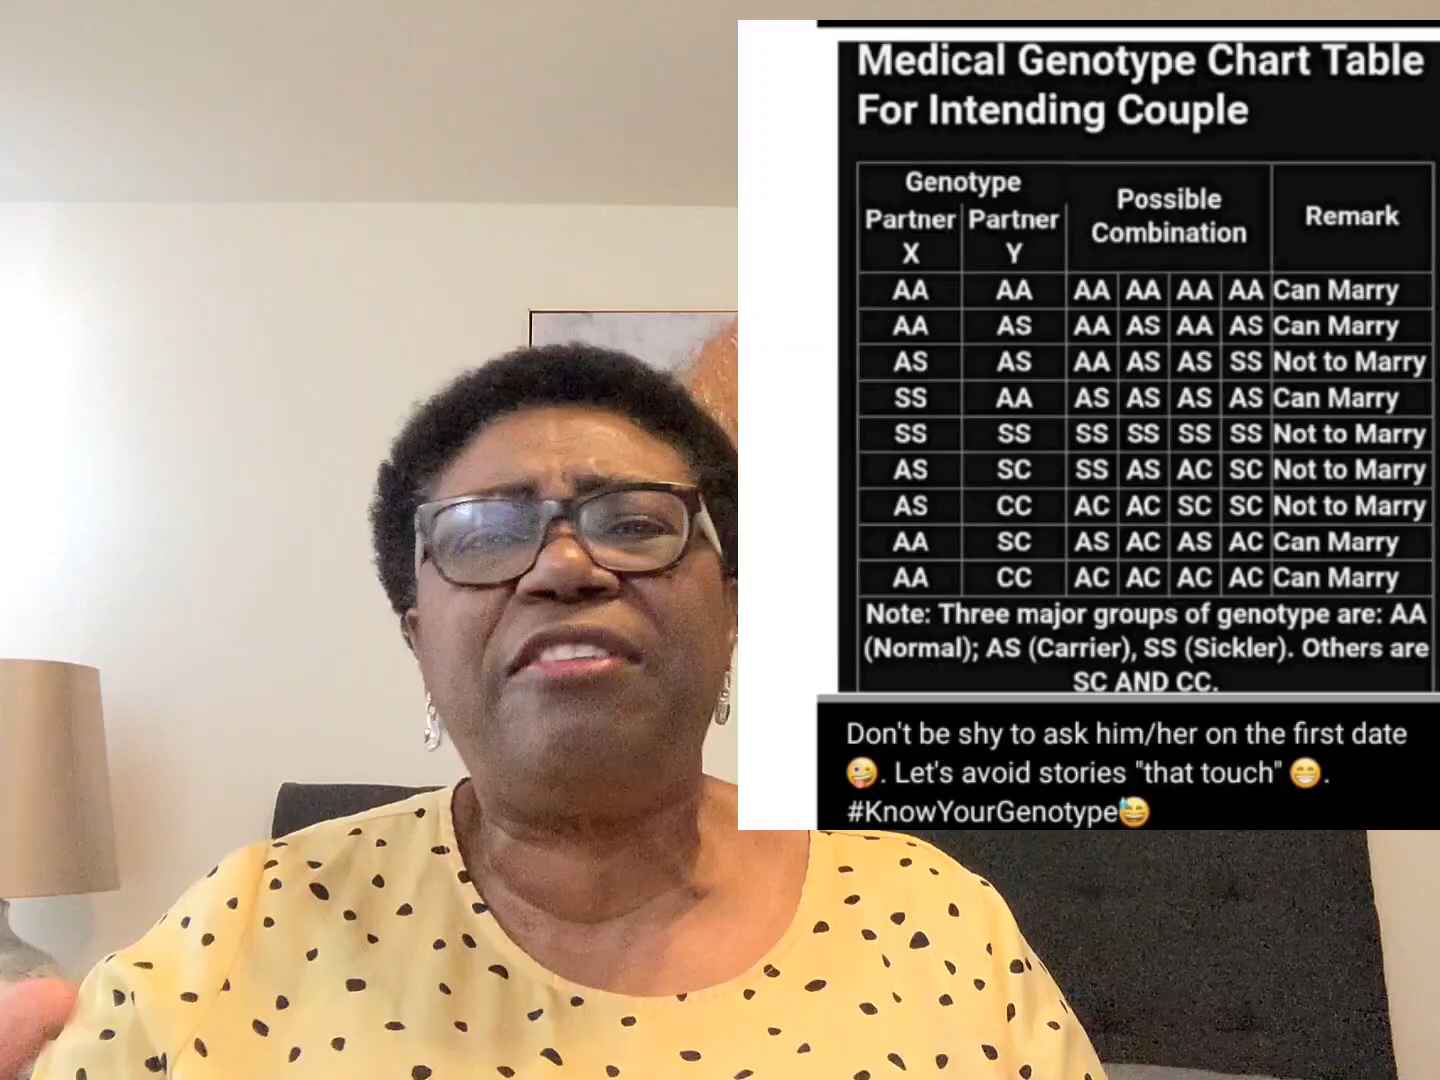 Medical Genotype Chart Table
For Intending Couple
Genotype
Partner X
Partner Y
Possible Combination
Remark
AA AA AA AA AA AA Can Marry
AA AS AA AS AA AS Can Marry
AS AS AA AS AS SS Not to Marry
SS AA AS AS AS AS Can Marry
SS SS SS SS SS SS Not to Marry
AS SC SS AS AC SC Not to Marry
AS CC AC AC SC SC Not to Marry
AA SC AS AC AS AC Can Marry
AA CC AC AC AC AC Can Marry
Note: Three major groups of genotype are: AA
(Normal); AS (Carrier), SS (Sickler). Others are
SC AND CC.
Don't be shy to ask him/her on the first date
🤪. Let's avoid stories "that touch" 😁.
#KnowYourGenotype😅